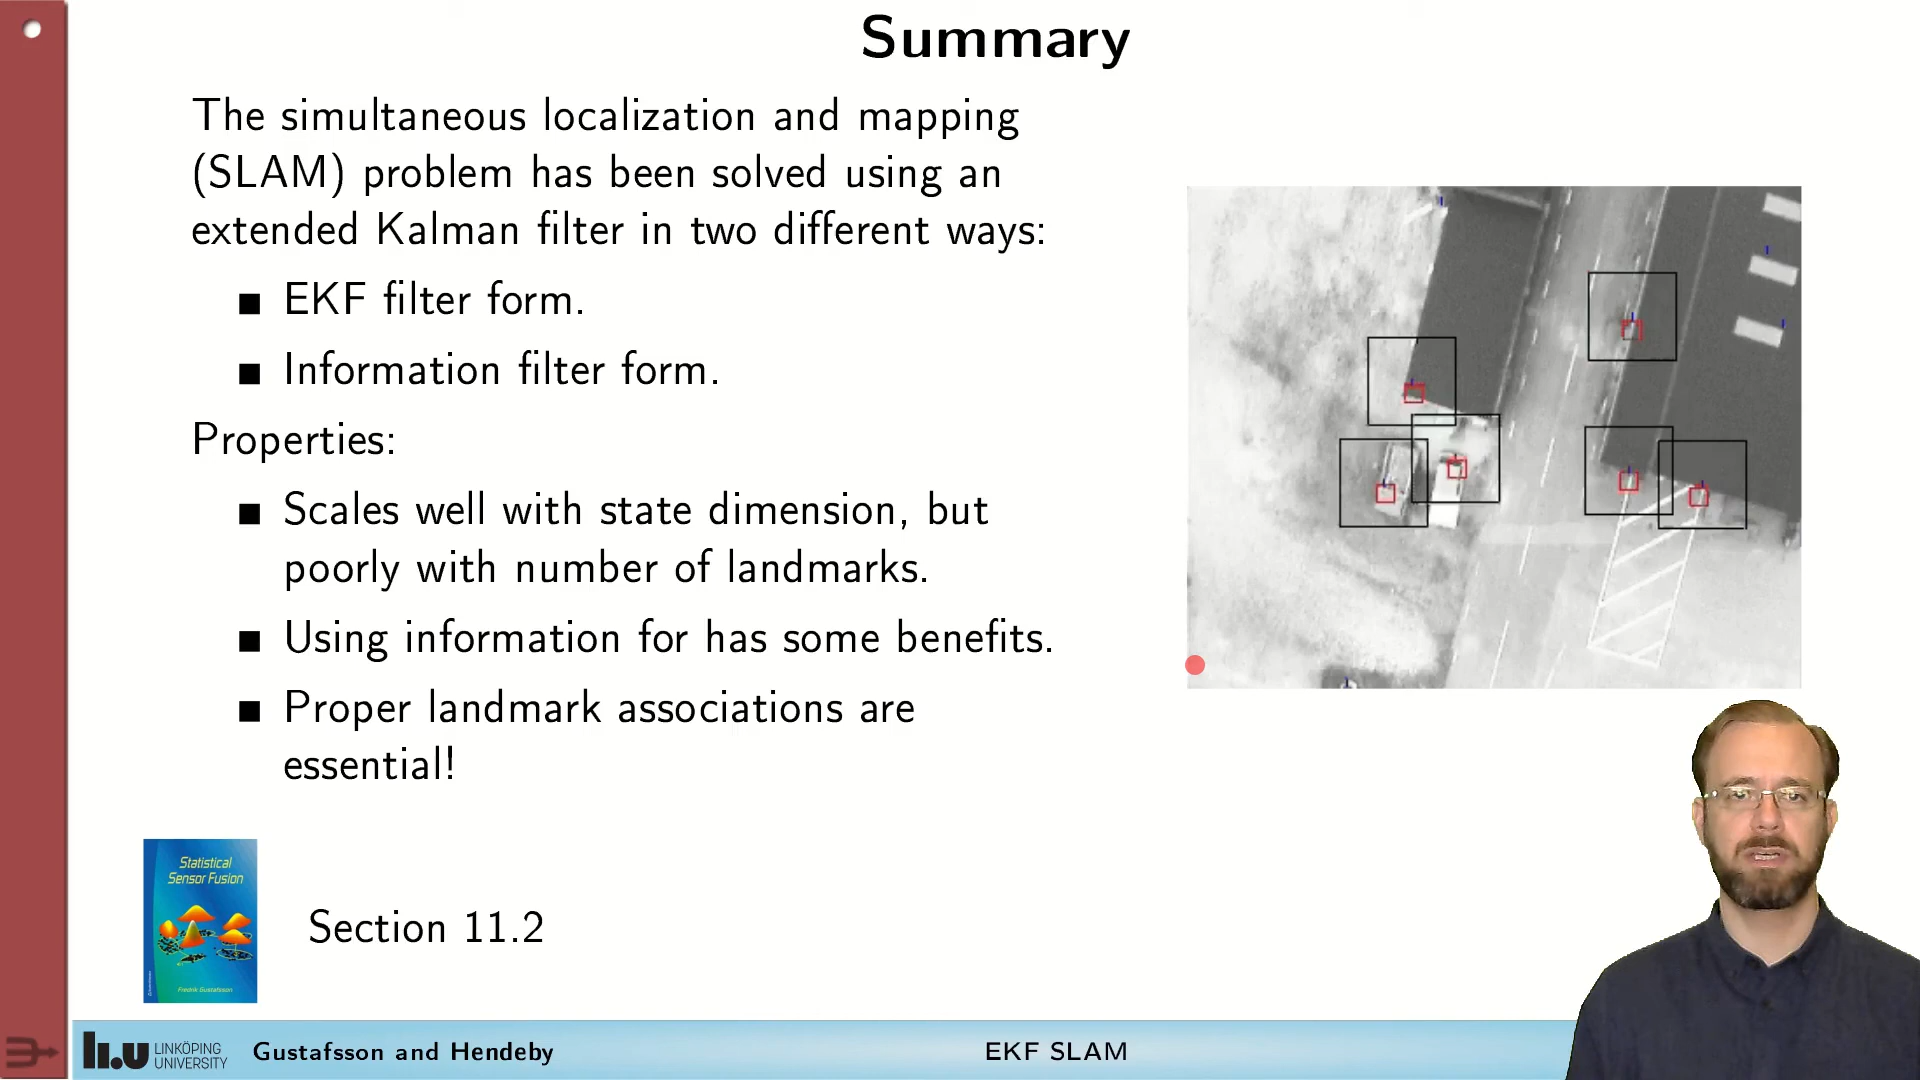 Summary
The simultaneous localization and mapping
(SLAM) problem has been solved using an
extended Kalman filter in two different ways:
■ EKF filter form.
■ Information filter form.
Properties:
■ Scales well with state dimension, but
poorly with number of landmarks.
■ Using information for has some benefits.
■ Proper landmark associations are
essential!
Statistical
Sensor Fusion
Fredrik Gustafsson
Section 11.2
li.u LINKÖPING
UNIVERSITY
Gustafsson and Hendeby
EKF SLAM